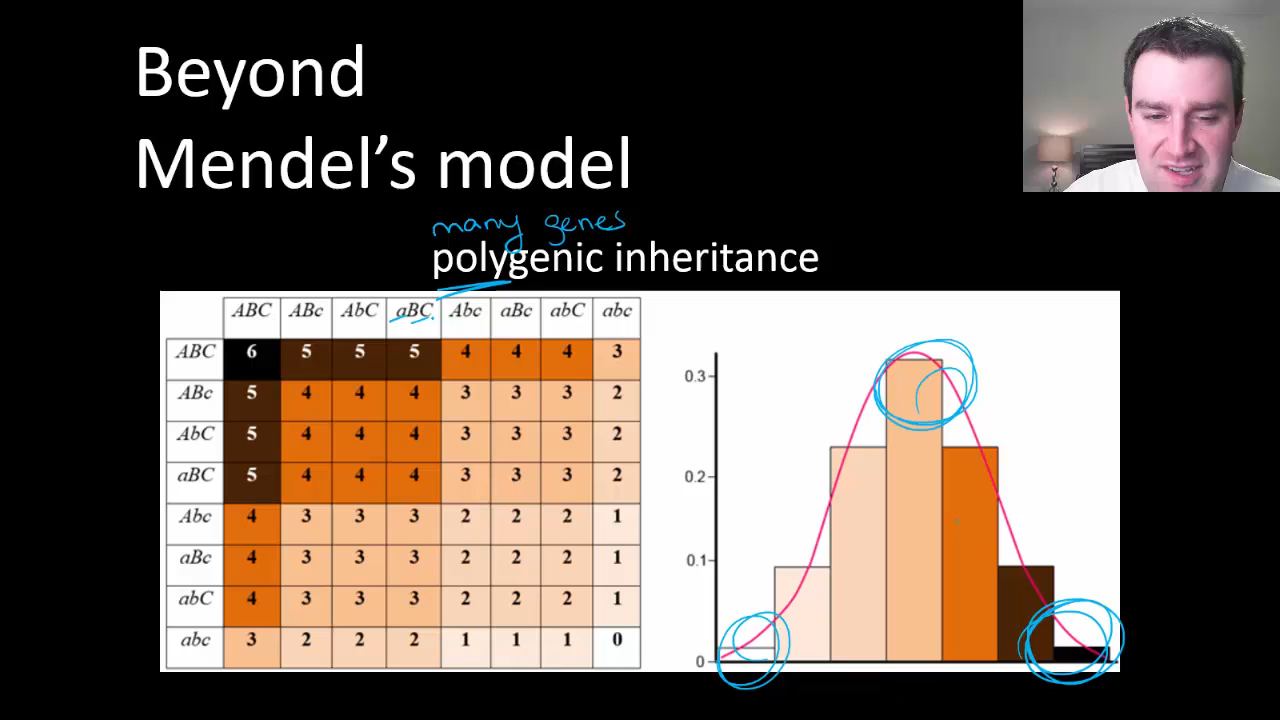 Beyond
Mendel's model
many genes
polygenic inheritance
ABC ABc AbC aBC Abc aBc abC abc
ABC 6 5 5 5 4 4 4 3
ABc 5 4 4 4 3 3 3 2
AbC 5 4 4 4 3 3 3 2
aBC 5 4 4 4 3 3 3 2
Abc 4 3 3 3 2 2 2 1
aBc 4 3 3 3 2 2 2 1
abC 4 3 3 3 2 2 2 1
abc 3 2 2 2 1 1 1 0
0.3
0.2
0.1
0